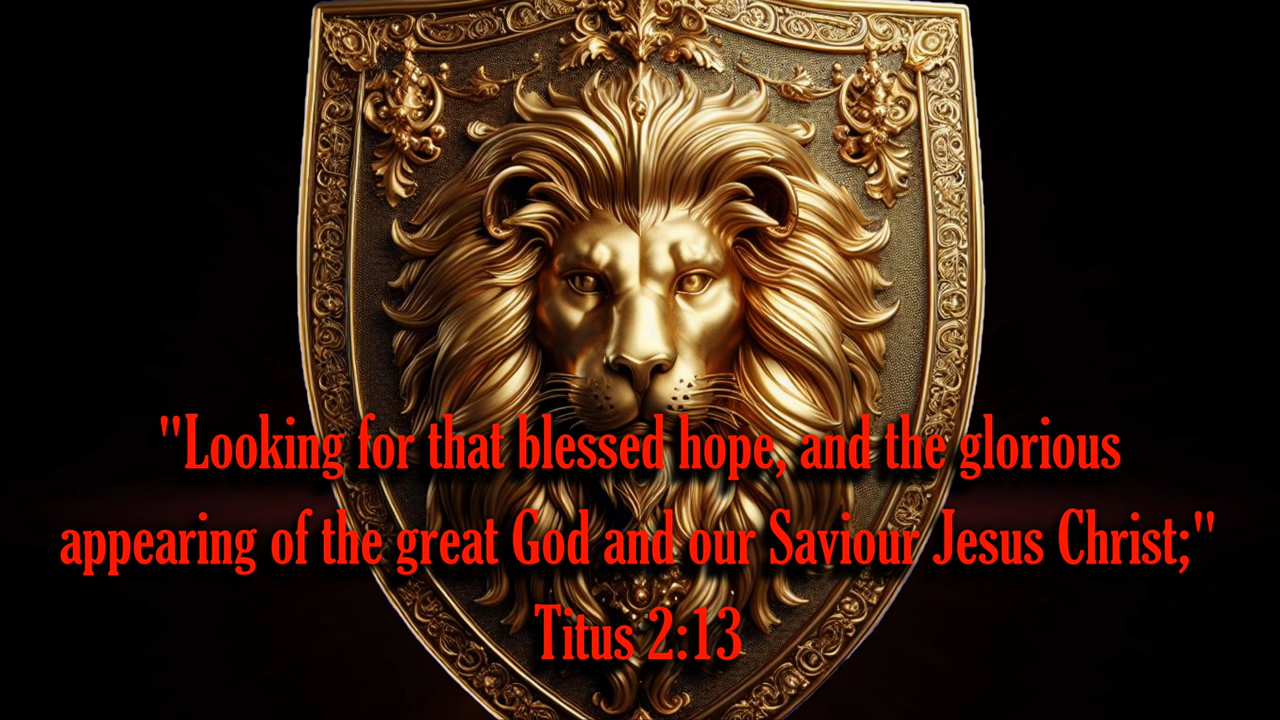 "Looking for that blessed hope, and the glorious
appearing of the great God and our Saviour Jesus Christ;"
Titus 2:13